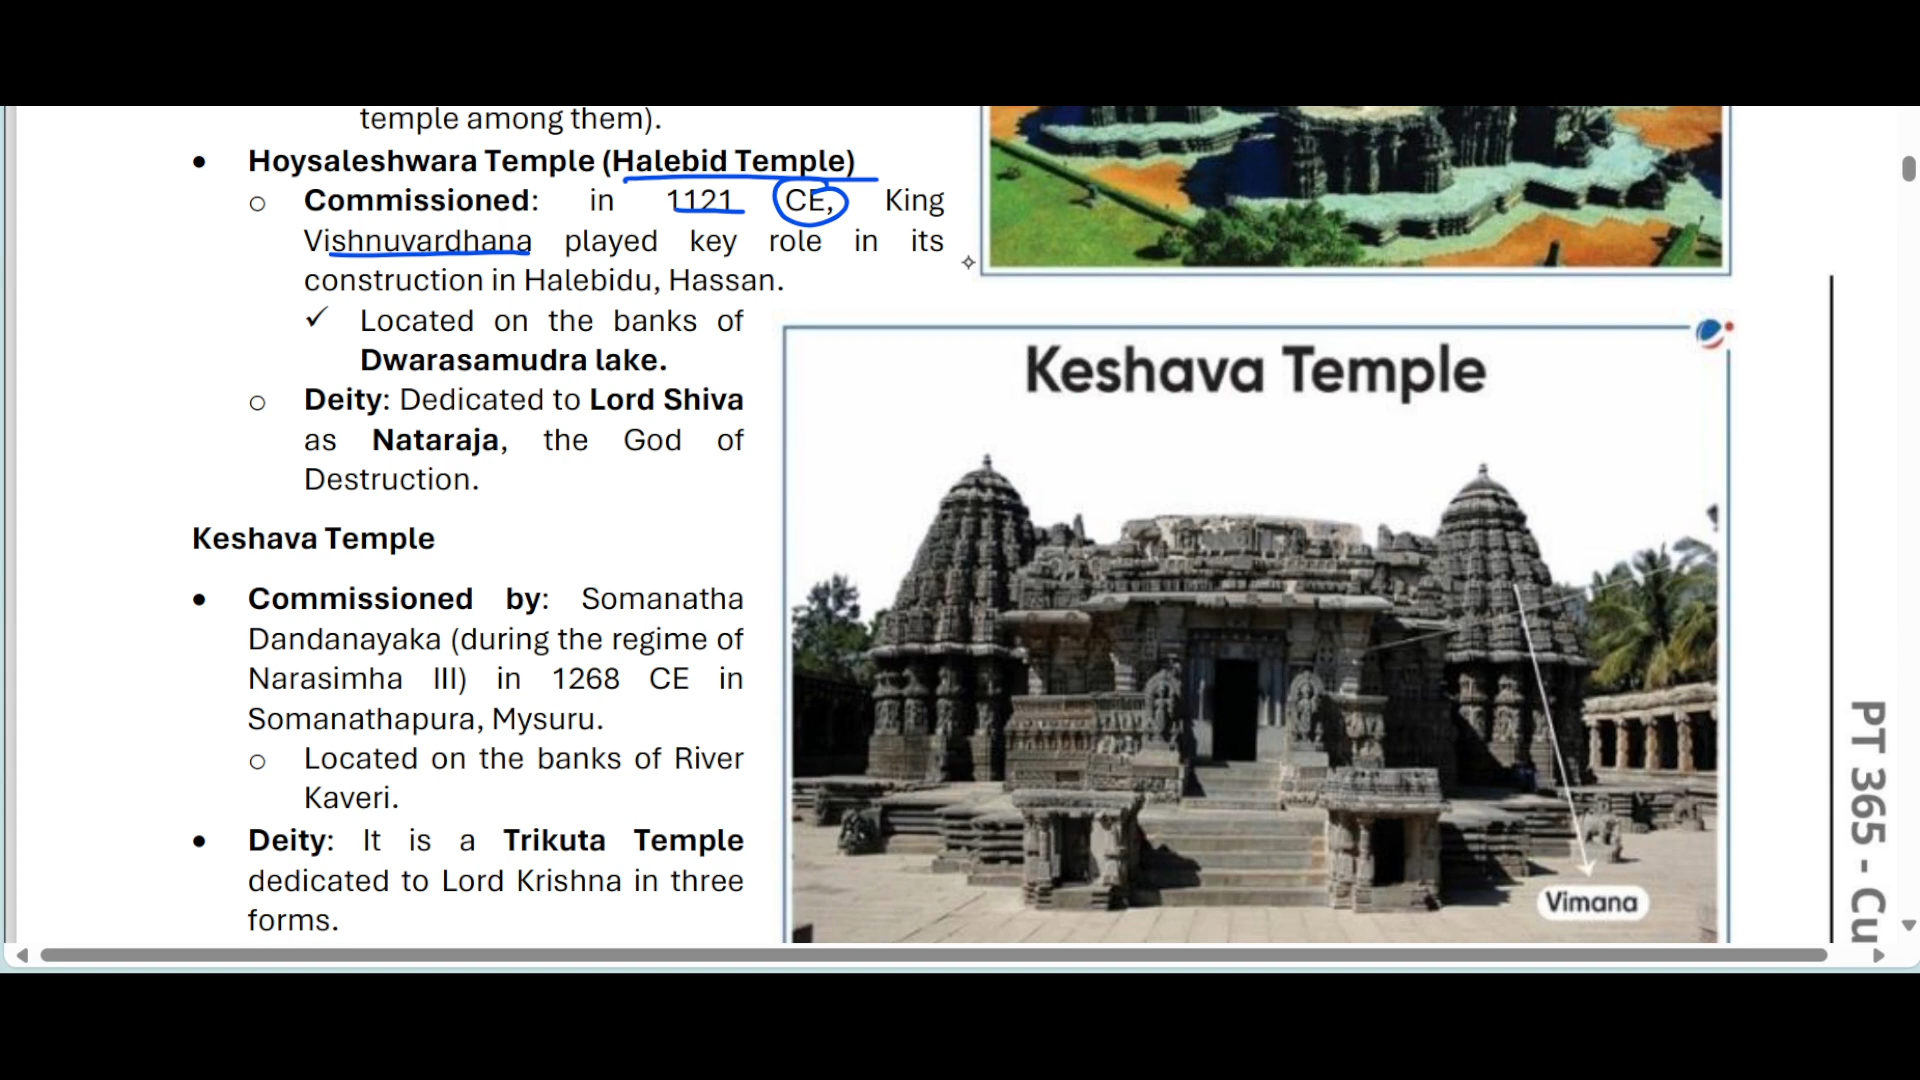 temple among them).
• Hoysaleshwara Temple (Halebid Temple)
o Commissioned: in 1121 CE, King
Vishnuvardhana played key role in its
construction in Halebidu, Hassan.
✓ Located on the banks of
Dwarasamudra lake.
o Deity: Dedicated to Lord Shiva
as Nataraja, the God of
Destruction.
Keshava Temple
• Commissioned by: Somanatha
Dandanayaka (during the regime of
Narasimha III) in 1268 CE in
Somanathapura, Mysuru.
o Located on the banks of River
Kaveri.
• Deity: It is a Trikuta Temple
dedicated to Lord Krishna in three
forms.
Keshava Temple
Vimana
PT 365 - Cu